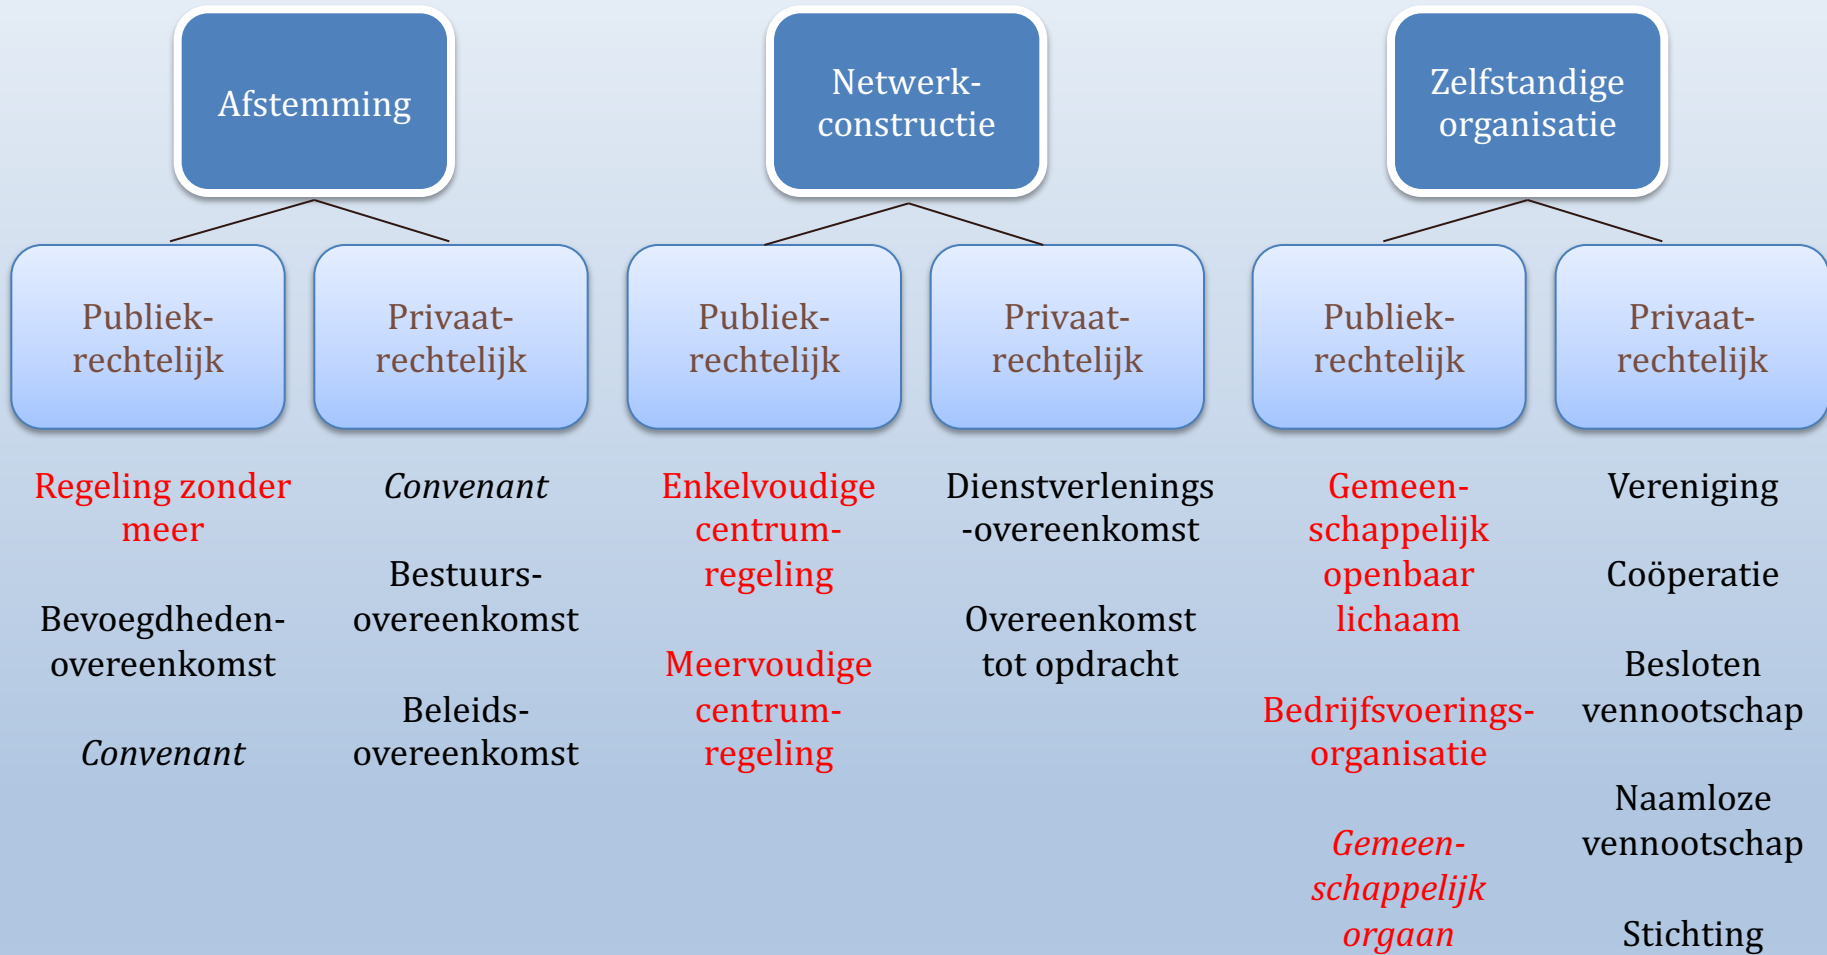 Afstemming
Netwerk-
constructie
Zelfstandige
organisatie
Publiek-
rechtelijk
Privaat-
rechtelijk
Publiek-
rechtelijk
Privaat-
rechtelijk
Publiek-
rechtelijk
Privaat-
rechtelijk
Regeling zonder
meer
Bevoegdheden-
overeenkomst
Convenant
Convenant
Bestuurs-
overeenkomst
Beleids-
overeenkomst
Enkelvoudige
centrum-
regeling
Meervoudige
centrum-
regeling
Dienstverlenings
-overeenkomst
Overeenkomst
tot opdracht
Gemeen-
schappelijk
openbaar
lichaam
Bedrijfsvoerings-
organisatie
Gemeen-
schappelijk
orgaan
Vereniging
Coöperatie
Besloten
vennootschap
Naamloze
vennootschap
Stichting